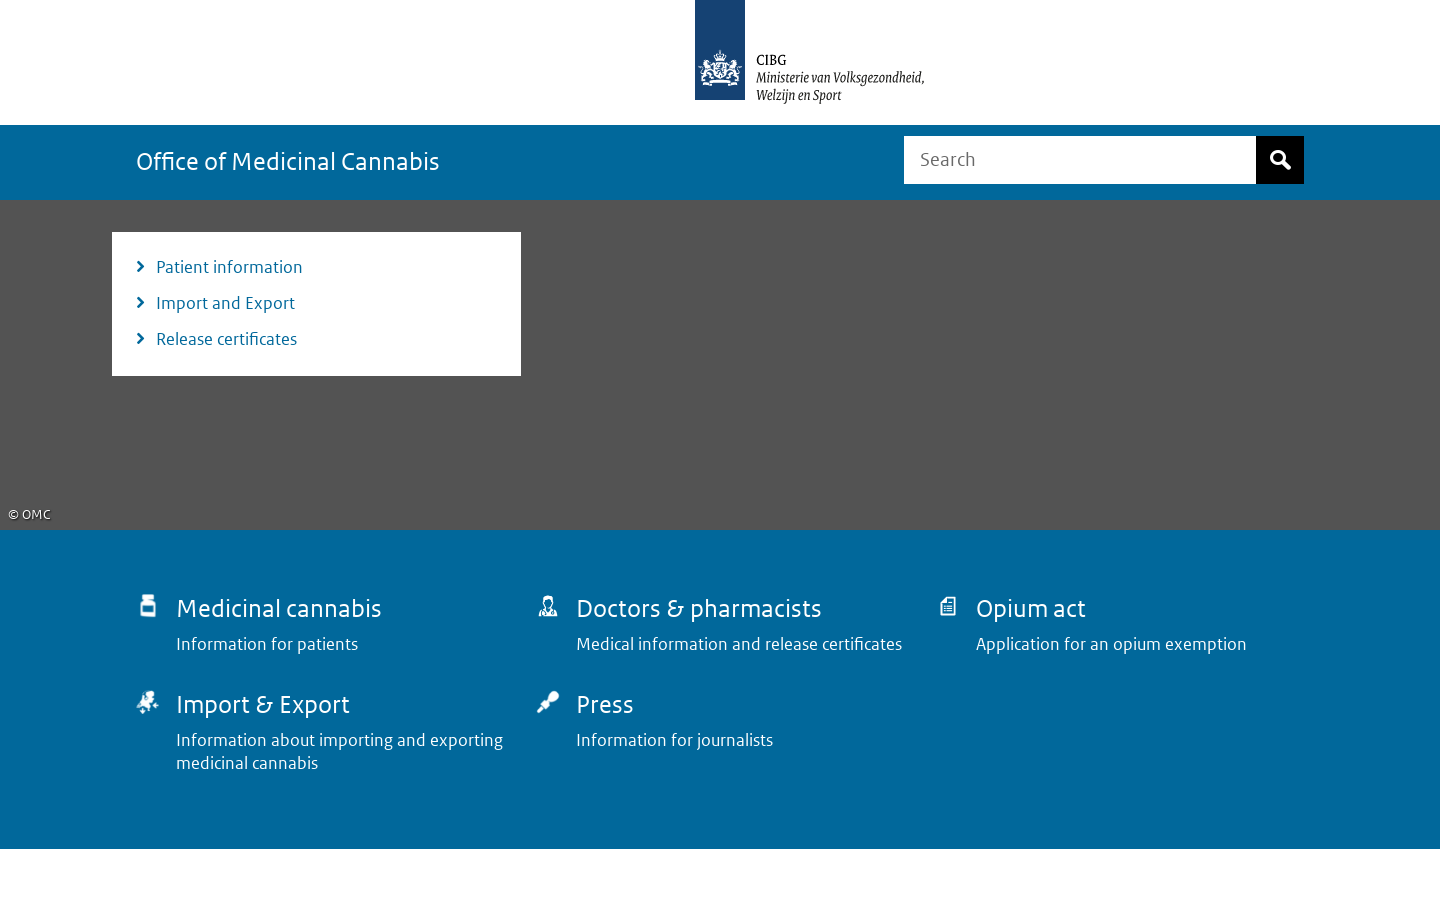 CIBG
Ministerie van Volksgezondheid,
Welzijn en Sport
Office of Medicinal Cannabis
Search
Patient information
Import and Export
Release certificates
© OMC
Medicinal cannabis
Information for patients
Doctors & pharmacists
Medical information and release certificates
Opium act
Application for an opium exemption
Import & Export
Information about importing and exporting
medicinal cannabis
Press
Information for journalists